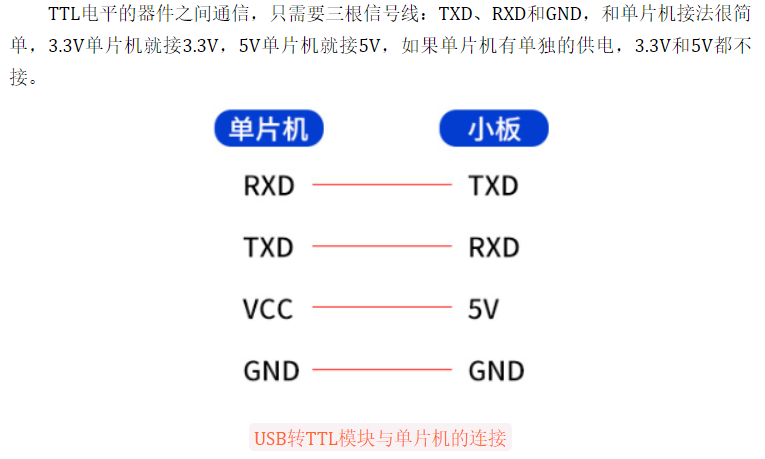 TTL电平的器件之间通信，只需要三根信号线：TXD、RXD和GND，和单片机接法很简
单，3.3V单片机就接3.3V，5V单片机就接5V，如果单片机有单独的供电，3.3V和5V都不
接。
单片机 小板
RXD TXD
TXD RXD
VCC 5V
GND GND
USB转TTL模块与单片机的连接